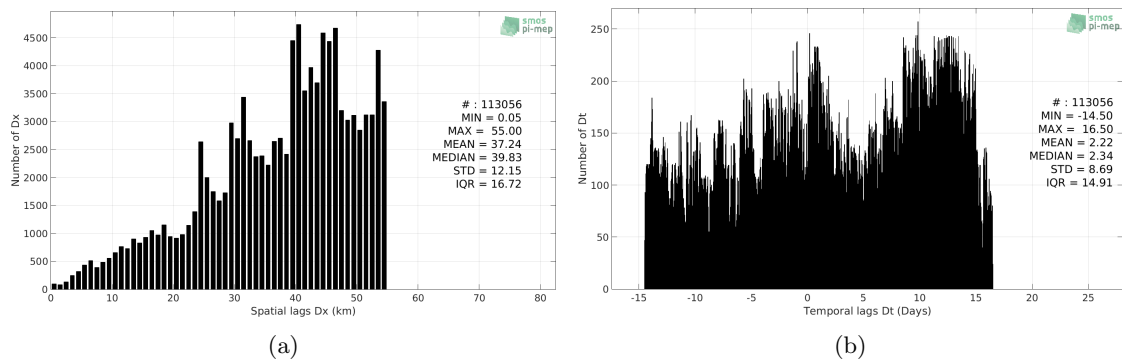 smos
pi-mep
4500
4000
3500
3000
2500
2000
1500
1000
500
0
Number of Dx
# : 113056
MIN = 0.05
MAX = 55.00
MEAN = 37.24
MEDIAN = 39.83
STD = 12.15
IQR = 16.72
0 10 20 30 40 50 60 70 80
Spatial lags Dx (km)
(a)
smos
pi-mep
250
200
150
100
50
0
Number of Dt
# : 113056
MIN = -14.50
MAX = 16.50
MEAN = 2.22
MEDIAN = 2.34
STD = 8.69
IQR = 14.91
-15 -10 -5 0 5 10 15 20 25
Temporal lags Dt (Days)
(b)